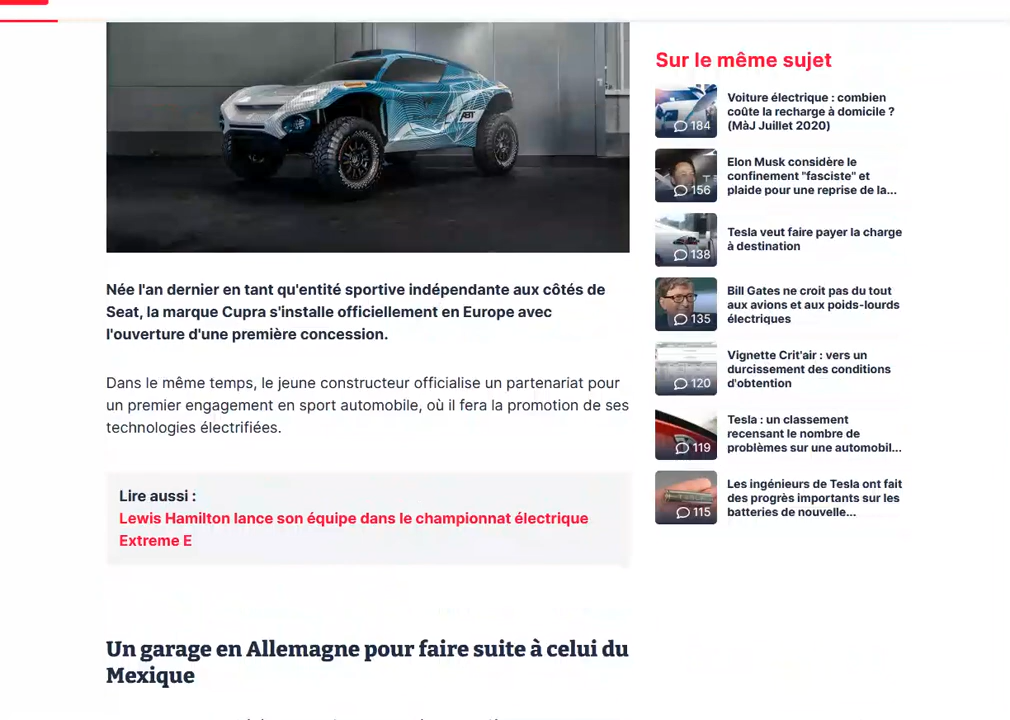 ABT
Née l'an dernier en tant qu'entité sportive indépendante aux côtés de
Seat, la marque Cupra s'installe officiellement en Europe avec
l'ouverture d'une première concession.
Dans le même temps, le jeune constructeur officialise un partenariat pour
un premier engagement en sport automobile, où il fera la promotion de ses
technologies électrifiées.
Lire aussi :
Lewis Hamilton lance son équipe dans le championnat électrique
Extreme E
Un garage en Allemagne pour faire suite à celui du
Mexique
Sur le même sujet
184
Voiture électrique : combien
coûte la recharge à domicile ?
(MàJ Juillet 2020)
156
Elon Musk considère le
confinement "fasciste" et
plaide pour une reprise de la...
138
Tesla veut faire payer la charge
à destination
135
Bill Gates ne croit pas du tout
aux avions et aux poids-lourds
électriques
120
Vignette Crit'air : vers un
durcissement des conditions
d'obtention
119
Tesla : un classement
recensant le nombre de
problèmes sur une automobil...
115
Les ingénieurs de Tesla ont fait
des progrès importants sur les
batteries de nouvelle...